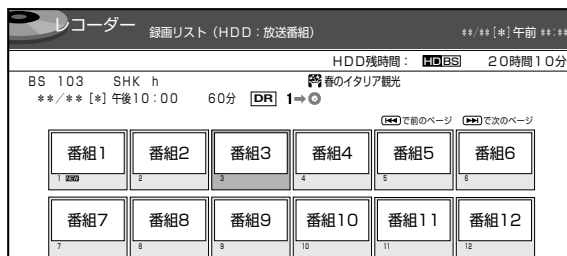 レコーダー 録画リスト（HDD：放送番組） **/**[*]午前 **:**
HDD残時間： HD BS 20時間10分
BS 103 SHK h 春のイタリア観光
**/** [*] 午後10：00 60分 DR 1⇒
で前のページ で次のページ
番組1 番組2 番組3 番組4 番組5 番組6
1 NEW 2 3 4 5 6
番組7 番組8 番組9 番組10 番組11 番組12
7 8 9 10 11 12